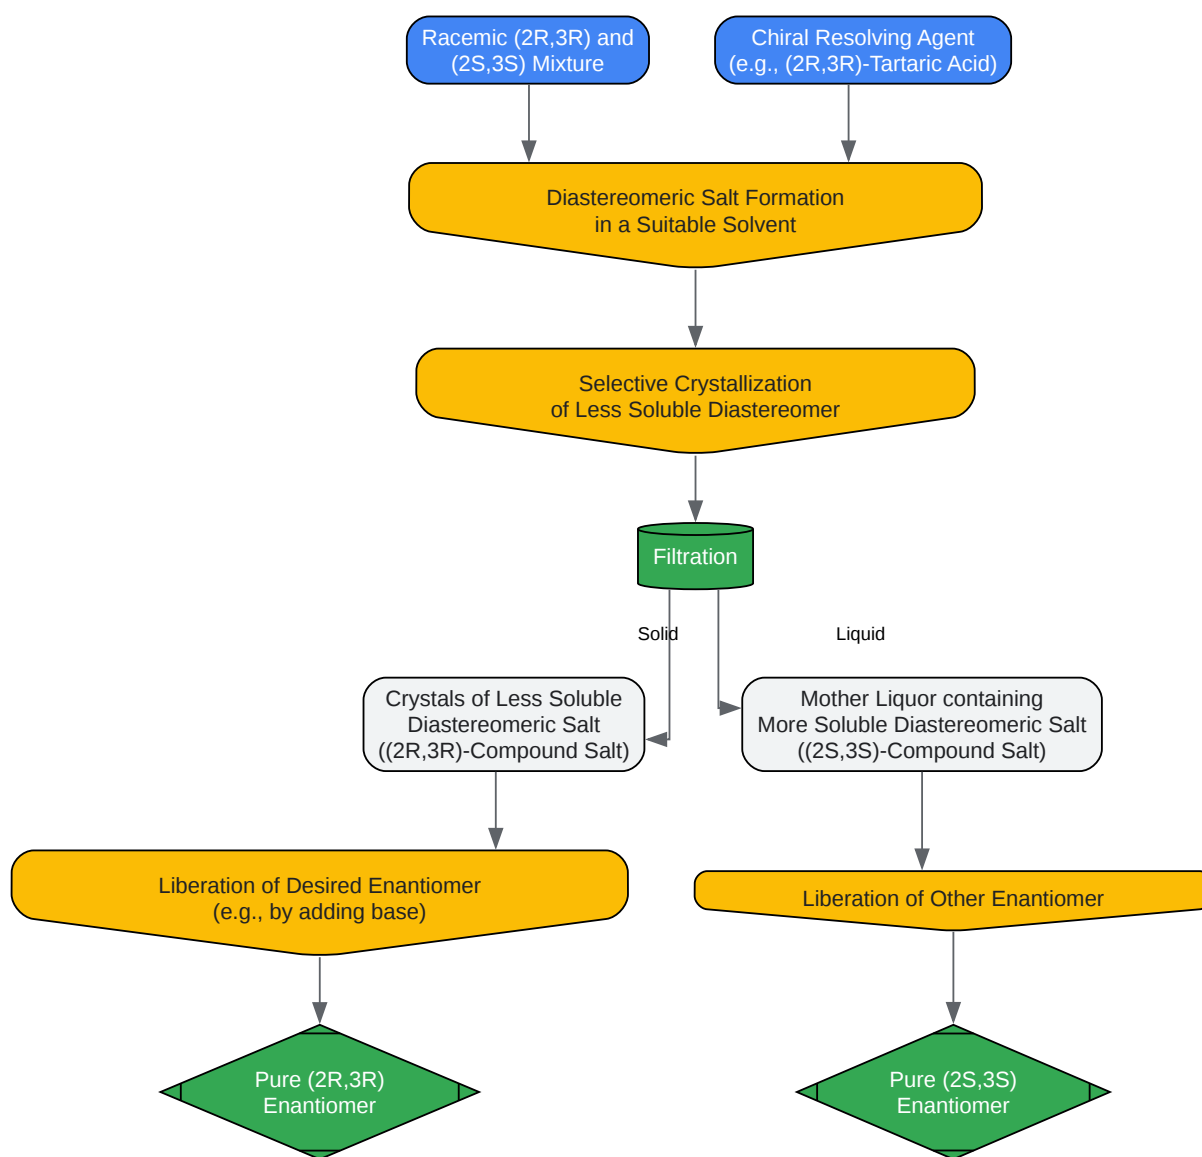 Racemic (2R,3R) and
(2S,3S) Mixture
Chiral Resolving Agent
(e.g., (2R,3R)-Tartaric Acid)
Diastereomeric Salt Formation
in a Suitable Solvent
Selective Crystallization
of Less Soluble Diastereomer
Filtration
Solid
Liquid
Crystals of Less Soluble
Diastereomeric Salt
((2R,3R)-Compound Salt)
Mother Liquor containing
More Soluble Diastereomeric Salt
((2S,3S)-Compound Salt)
Liberation of Desired Enantiomer
(e.g., by adding base)
Liberation of Other Enantiomer
Pure (2R,3R)
Enantiomer
Pure (2S,3S)
Enantiomer